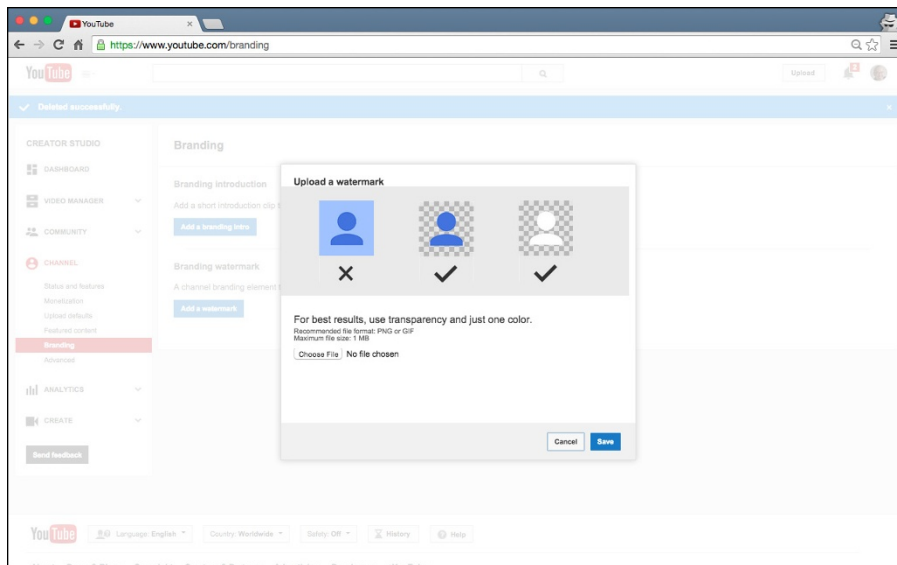 YouTube
https://www.youtube.com/branding
YouTube
Upload
2
Deleted successfully.
CREATOR STUDIO
DASHBOARD
VIDEO MANAGER
COMMUNITY
CHANNEL
Status and features
Monetization
Upload defaults
Featured content
Branding
Advanced
ANALYTICS
CREATE
Send feedback
Branding
Branding introduction
Add a short introduction clip
Add a branding intro
Branding watermark
A channel branding element
Add a watermark
Upload a watermark
For best results, use transparency and just one color.
Recommended file format: PNG or GIF
Maximum file size: 1 MB
Choose File No file chosen
Cancel Save
YouTube
Language: English
Country: Worldwide
Safety: Off
History
Help